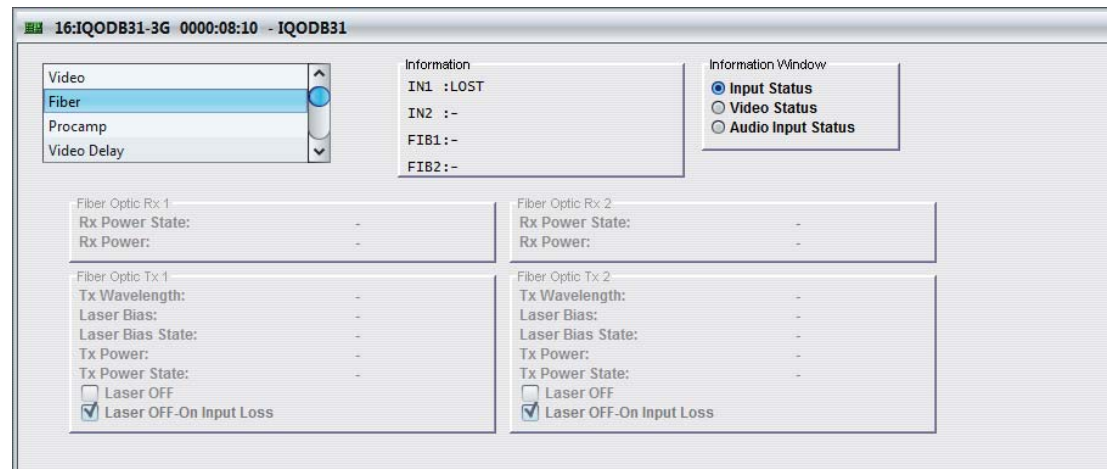 16:IQODB31-3G 0000:08:10 - IQODB31
Video
Fiber
Procamp
Video Delay
Information
IN1 :LOST
IN2 :-
FIB1:-
FIB2:-
Information Window
Input Status
Video Status
Audio Input Status
Fiber Optic Rx 1
Rx Power State: -
Rx Power: -
Fiber Optic Rx 2
Rx Power State: -
Rx Power: -
Fiber Optic Tx 1
Tx Wavelength: -
Laser Bias: -
Laser Bias State: -
Tx Power: -
Tx Power State: -
Laser OFF
Laser OFF-On Input Loss
Fiber Optic Tx 2
Tx Wavelength: -
Laser Bias: -
Laser Bias State: -
Tx Power: -
Tx Power State: -
Laser OFF
Laser OFF-On Input Loss